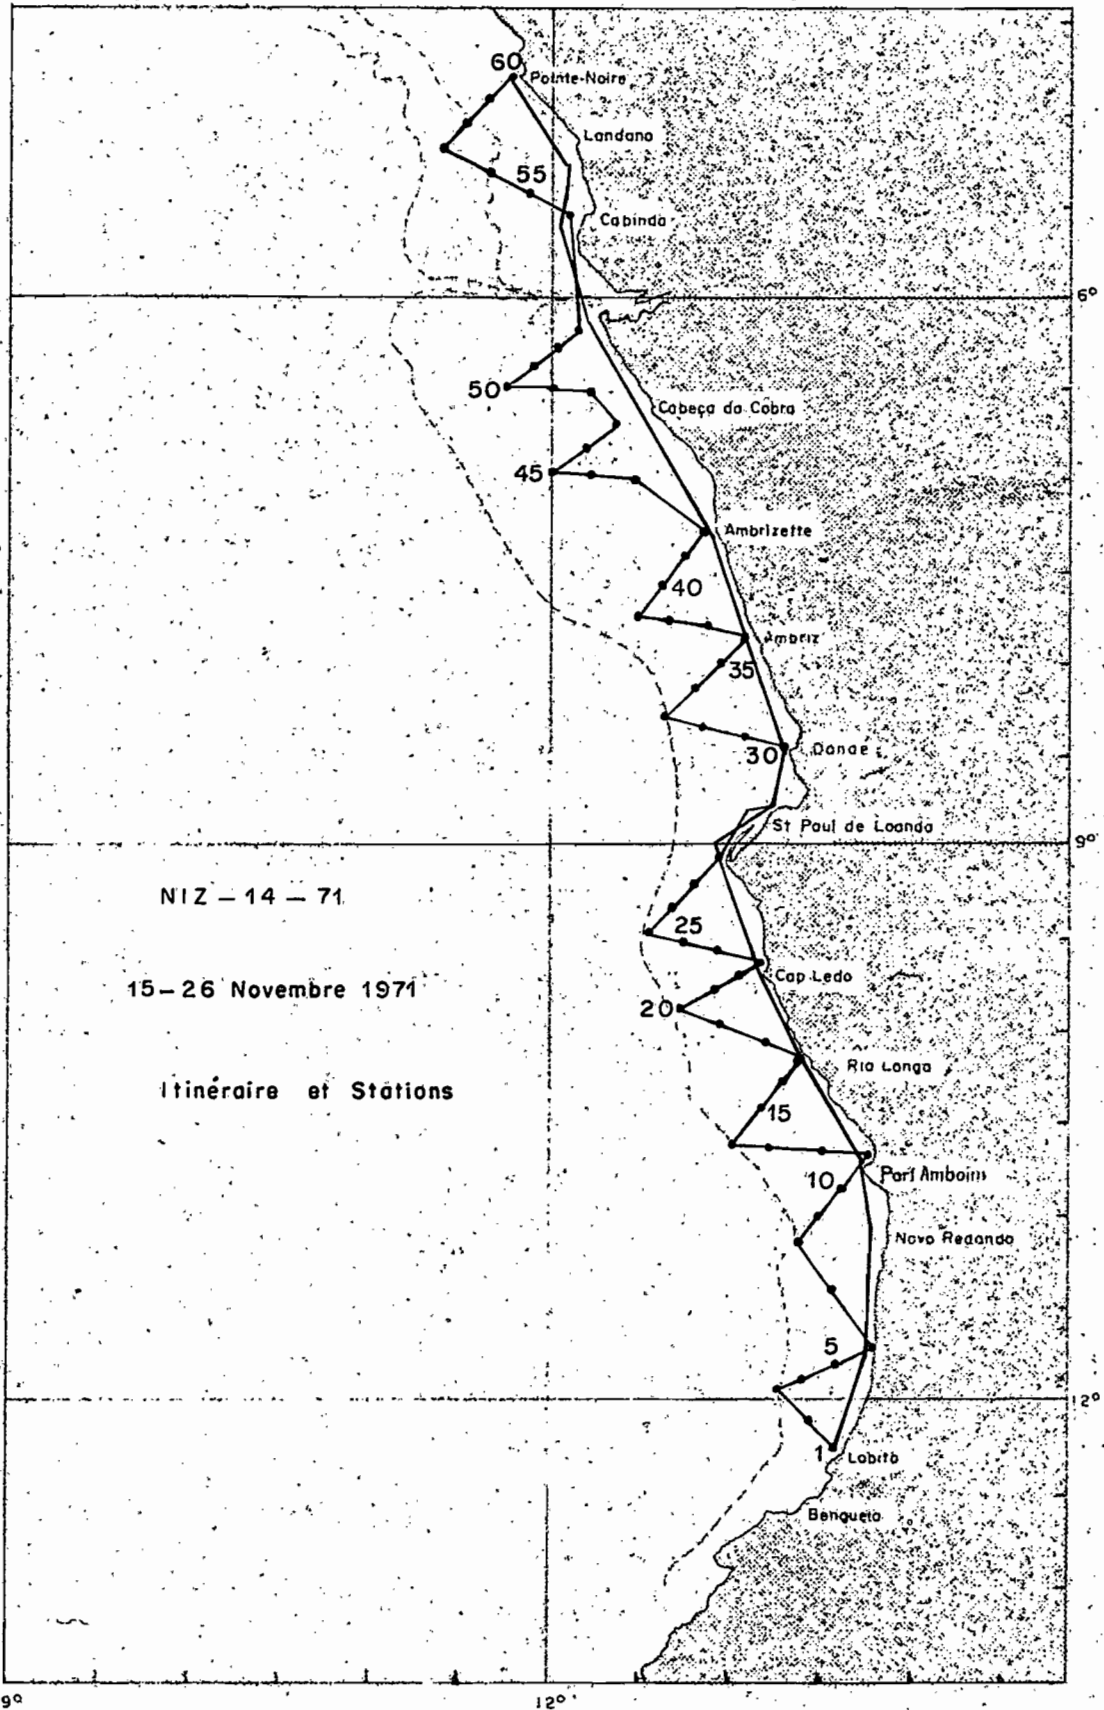 60
Pointe-Noire
Landana
55
Cabinda
6°
50
Cabeça da Cobra
45
Ambrizette
40
Ambriz
35
30
Dande
St Paul de Loanda
9°
NIZ – 14 – 71
25
15–26 Novembre 1971
Cap Ledo
20
Itinéraire et Stations
Rio Longa
15
10
Port Amboim
Novo Redondo
5
12°
1
Lobito
Benguela
9°
12°